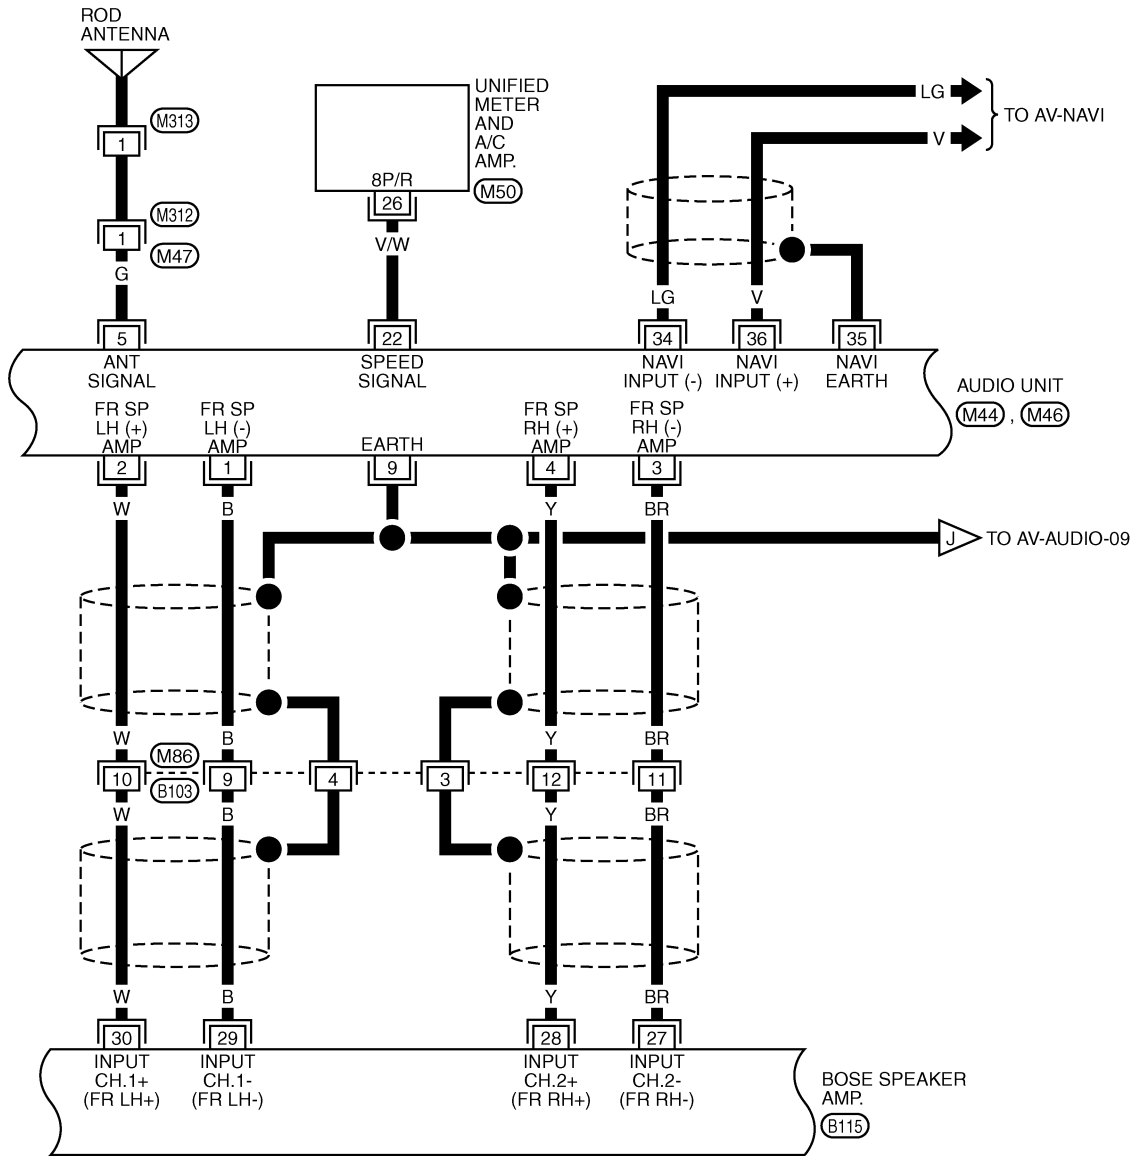 ROD
ANTENNA
M313
1
M312
1
M47
G
UNIFIED
METER
AND
A/C
AMP.
M50
8P/R
26
V/W
LG
V
TO AV-NAVI
LG
V
5
22
34
36
35
ANT
SIGNAL
SPEED
SIGNAL
NAVI
INPUT (-)
NAVI
INPUT (+)
NAVI
EARTH
AUDIO UNIT
M44 , M46
FR SP
LH (+)
AMP
FR SP
LH (-)
AMP
EARTH
FR SP
RH (+)
AMP
FR SP
RH (-)
AMP
2
1
9
4
3
W
B
Y
BR
J
TO AV-AUDIO-09
W
B
Y
BR
M86
10
9
4
3
12
11
B103
W
B
Y
BR
W
B
Y
BR
30
29
28
27
INPUT
CH.1+
(FR LH+)
INPUT
CH.1-
(FR LH-)
INPUT
CH.2+
(FR RH+)
INPUT
CH.2-
(FR RH-)
BOSE SPEAKER
AMP.
B115